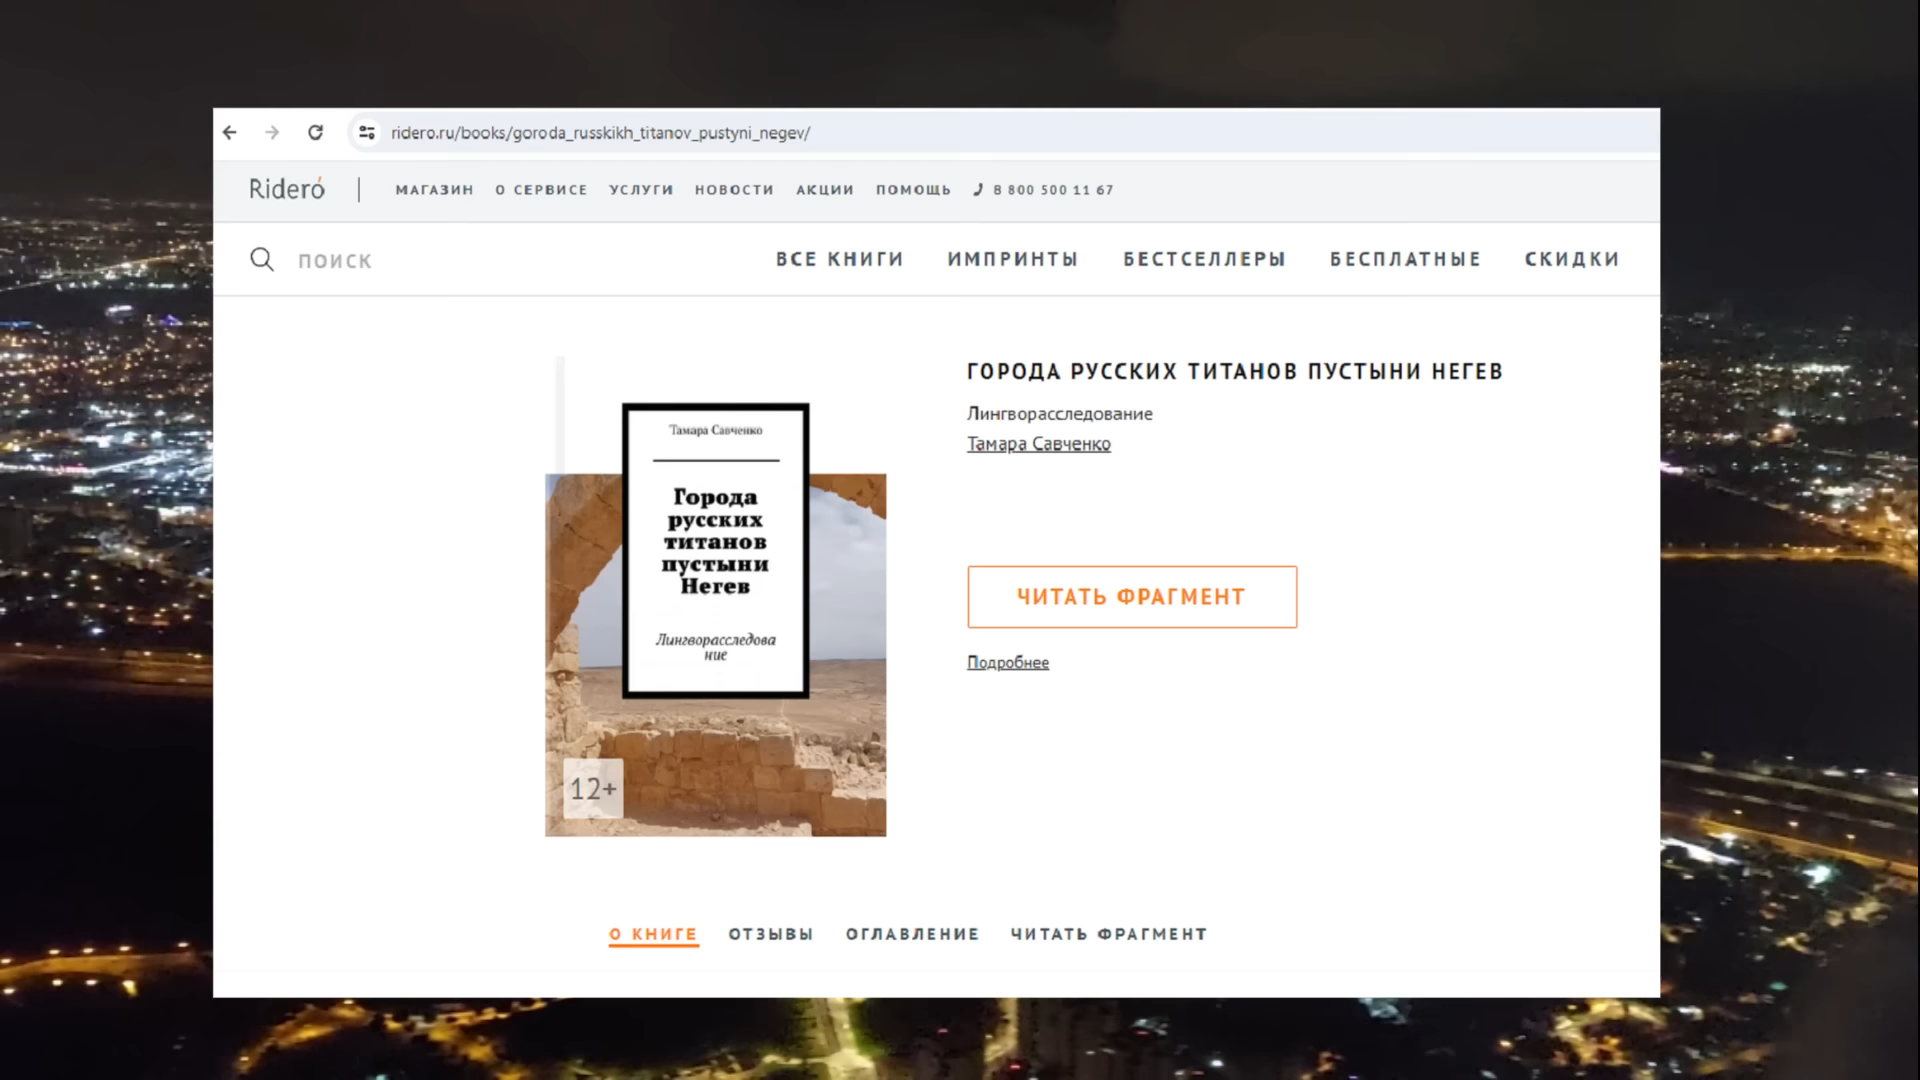 ridero.ru/books/goroda_russkikh_titanov_pustyni_negev/
Rideró
МАГАЗИН О СЕРВИСЕ УСЛУГИ НОВОСТИ АКЦИИ ПОМОЩЬ 8 800 500 11 67
ПОИСК
ВСЕ КНИГИ ИМПРИНТЫ БЕСТСЕЛЛЕРЫ БЕСПЛАТНЫЕ СКИДКИ
Тамара Савченко
Города
русских
титанов
пустыни
Негев
Лингворасследова
ние
12+
ГОРОДА РУССКИХ ТИТАНОВ ПУСТЫНИ НЕГЕВ
Лингворасследование
Тамара Савченко
ЧИТАТЬ ФРАГМЕНТ
Подробнее
О КНИГЕ ОТЗЫВЫ ОГЛАВЛЕНИЕ ЧИТАТЬ ФРАГМЕНТ